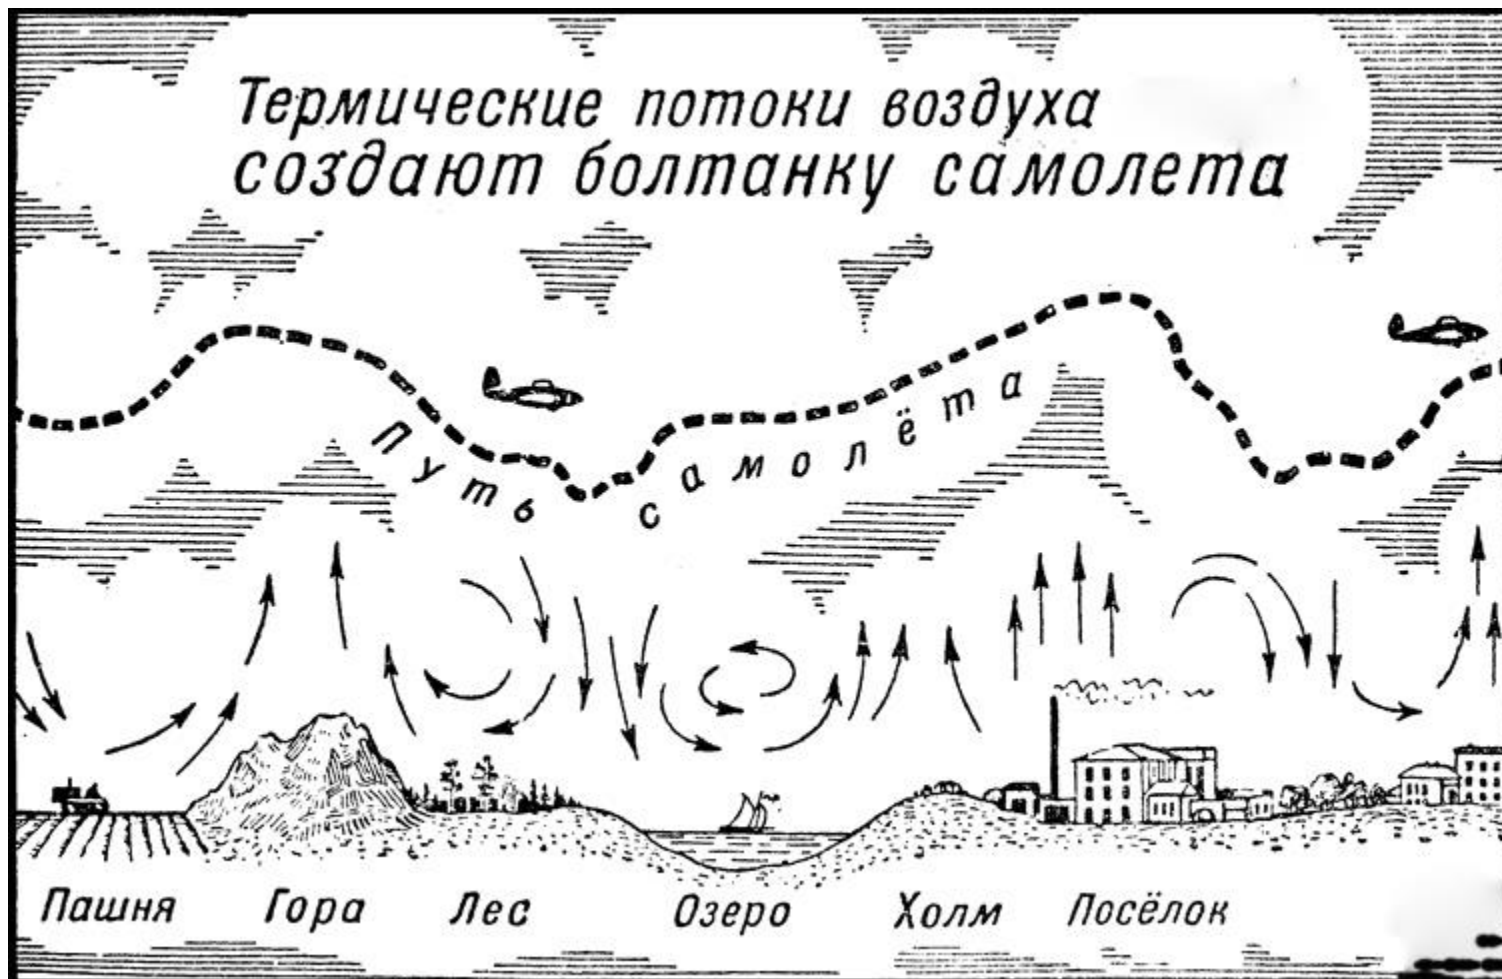 Термические потоки воздуха
создают болтанку самолета
Путь самолёта
Пашня Гора Лес Озеро Холм Посёлок